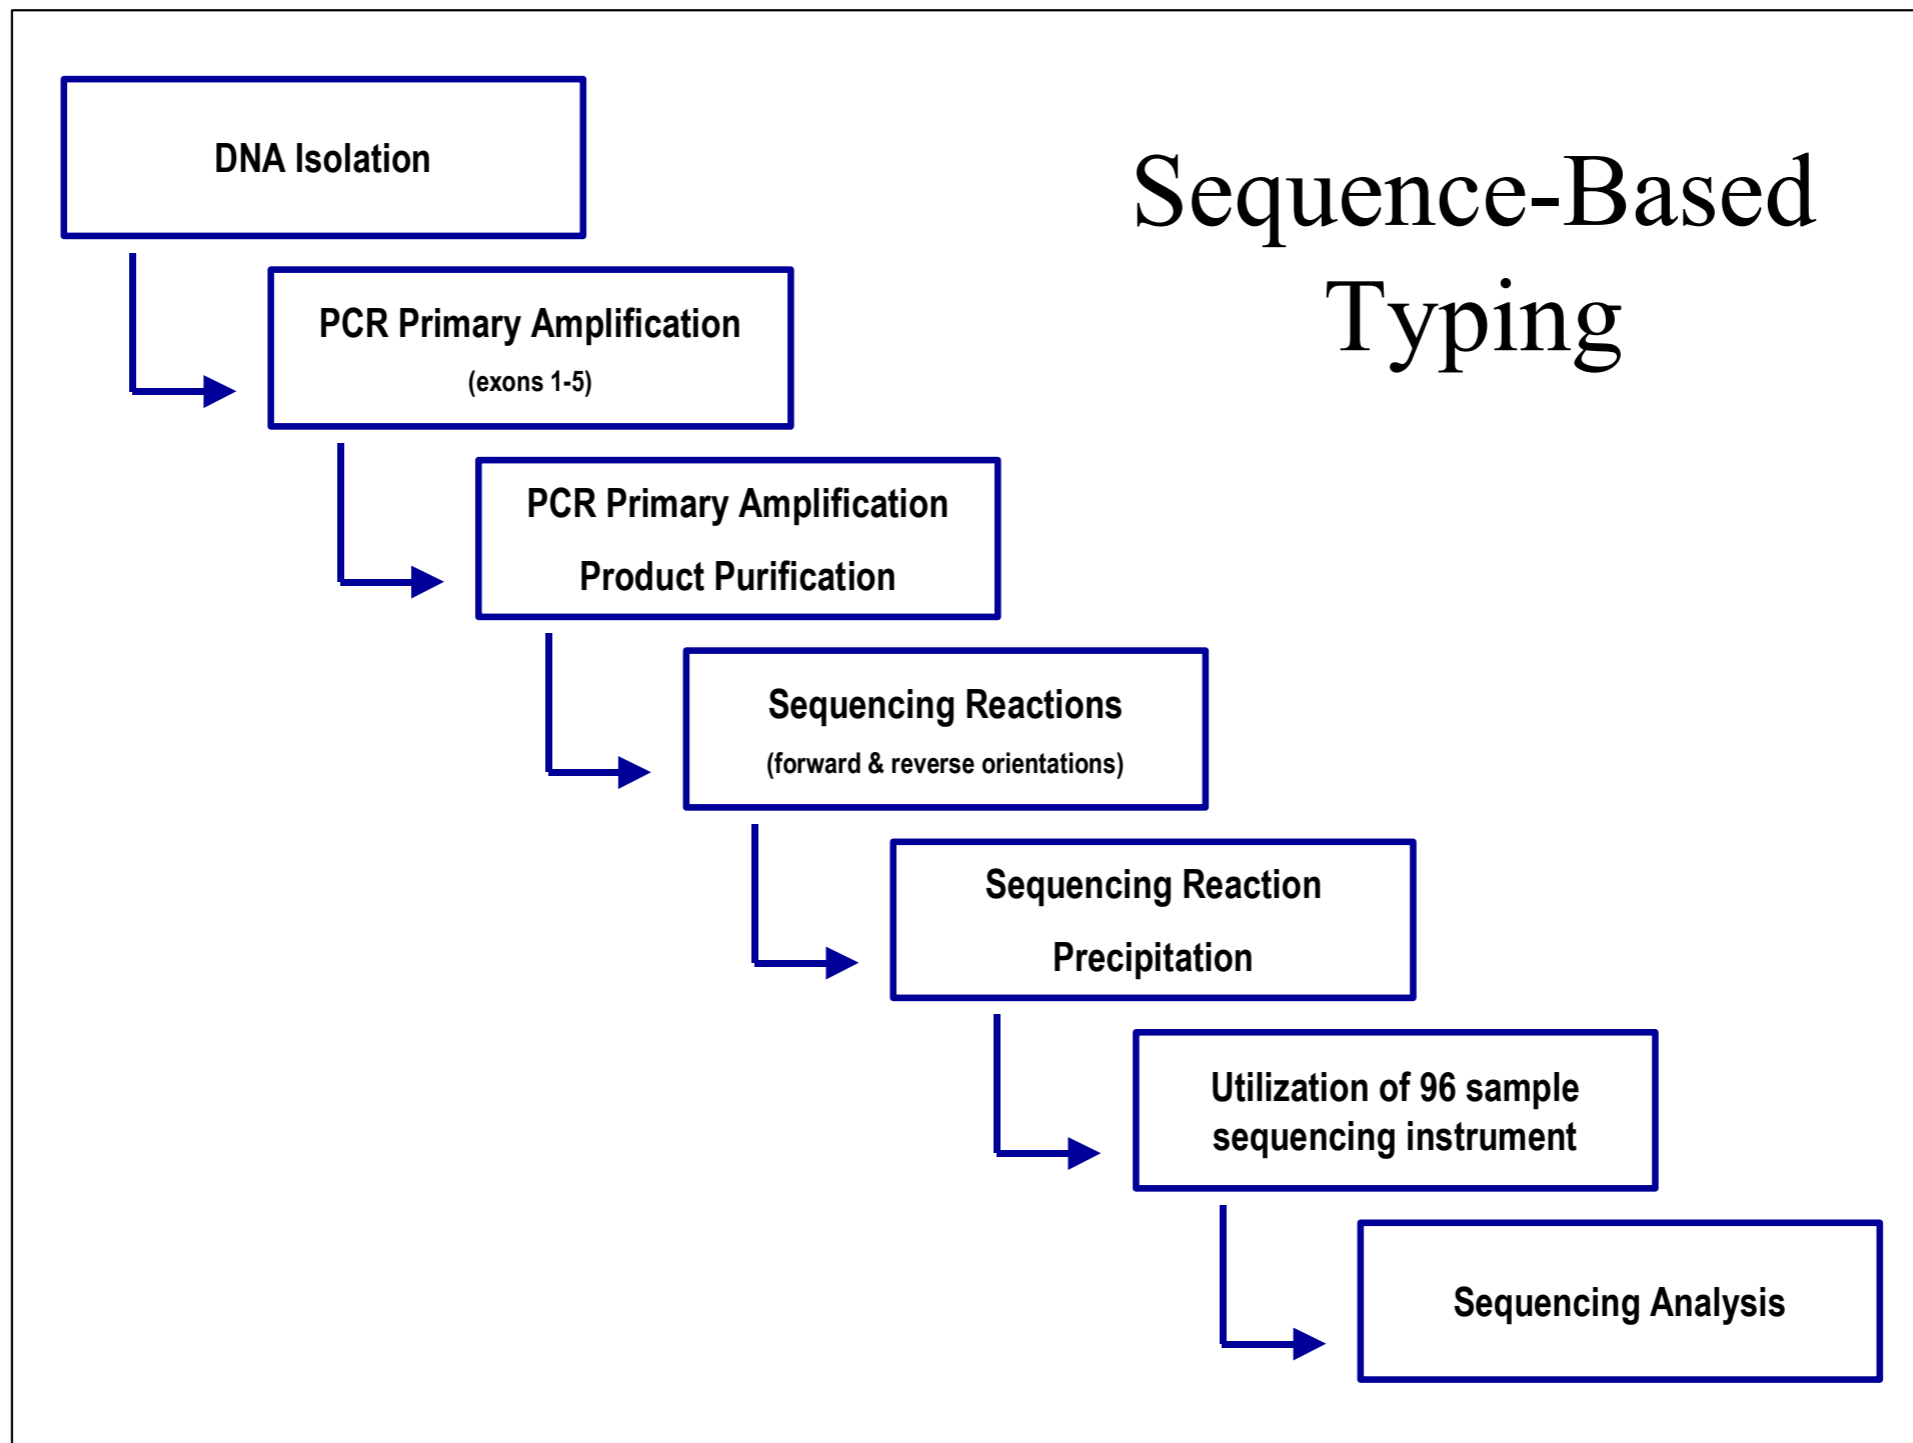 Sequence-Based
Typing
DNA Isolation
PCR Primary Amplification
(exons 1-5)
PCR Primary Amplification
Product Purification
Sequencing Reactions
(forward & reverse orientations)
Sequencing Reaction
Precipitation
Utilization of 96 sample
sequencing instrument
Sequencing Analysis